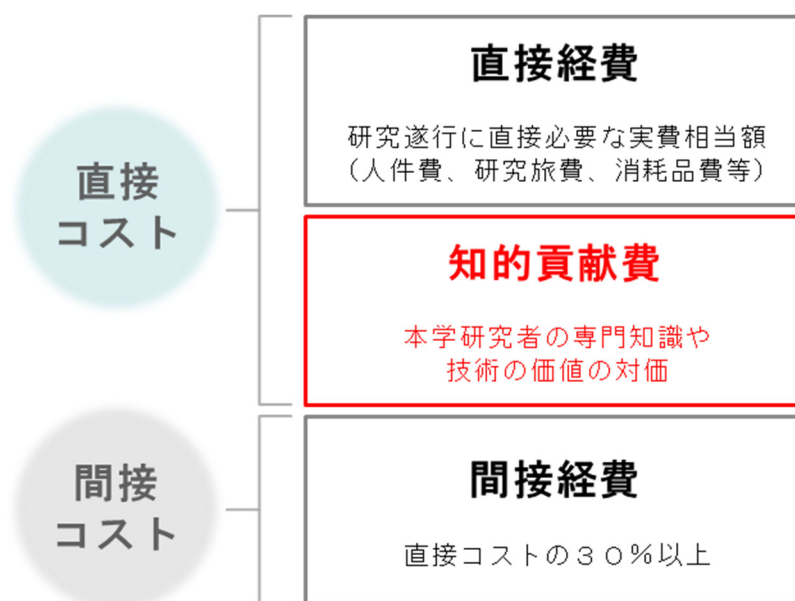 直接
コスト
直接経費
研究遂行に直接必要な実費相当額
（人件費、研究旅費、消耗品費等）
知的貢献費
本学研究者の専門知識や
技術の価値の対価
間接
コスト
間接経費
直接コストの３０％以上